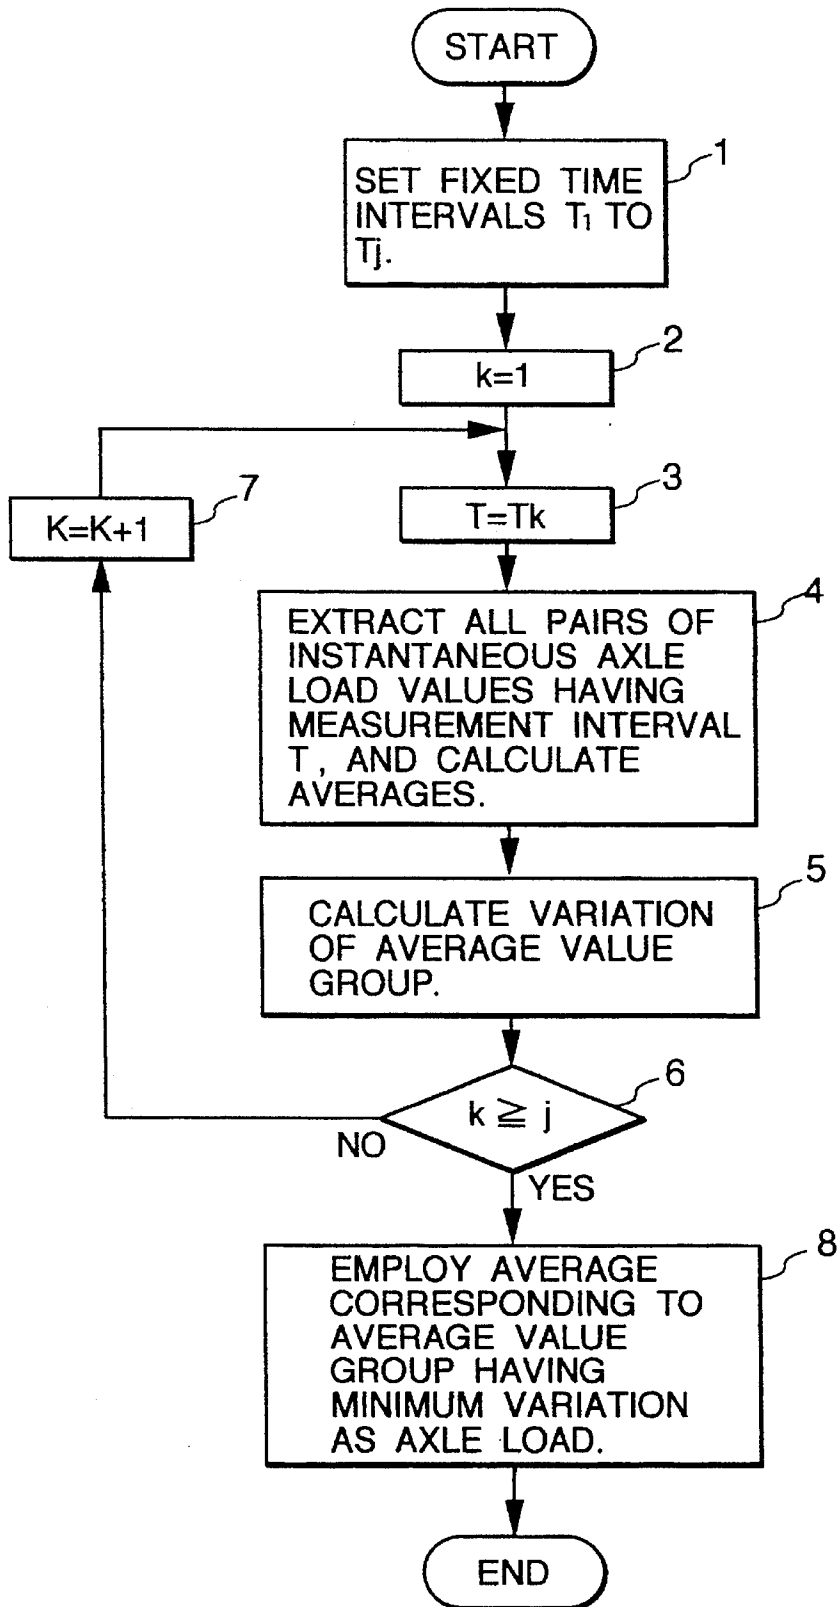 START
1
SET FIXED TIME
INTERVALS T1 TO
Tj.
2
k=1
7
K=K+1
3
T=Tk
4
EXTRACT ALL PAIRS OF
INSTANTANEOUS AXLE
LOAD VALUES HAVING
MEASUREMENT INTERVAL
T, AND CALCULATE
AVERAGES.
5
CALCULATE VARIATION
OF AVERAGE VALUE
GROUP.
6
k ≧ j
NO
YES
8
EMPLOY AVERAGE
CORRESPONDING TO
AVERAGE VALUE
GROUP HAVING
MINIMUM VARIATION
AS AXLE LOAD.
END